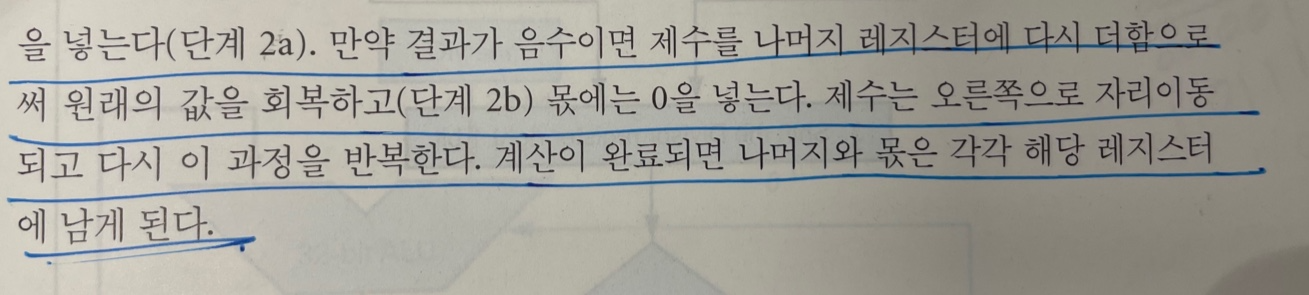 을 넣는다(단계 2a). 만약 결과가 음수이면 제수를 나머지 레지스터에 다시 더함으로
써 원래의 값을 회복하고(단계 2b) 몫에는 0을 넣는다. 제수는 오른쪽으로 자리이동
되고 다시 이 과정을 반복한다. 계산이 완료되면 나머지와 몫은 각각 해당 레지스터
에 남게 된다.